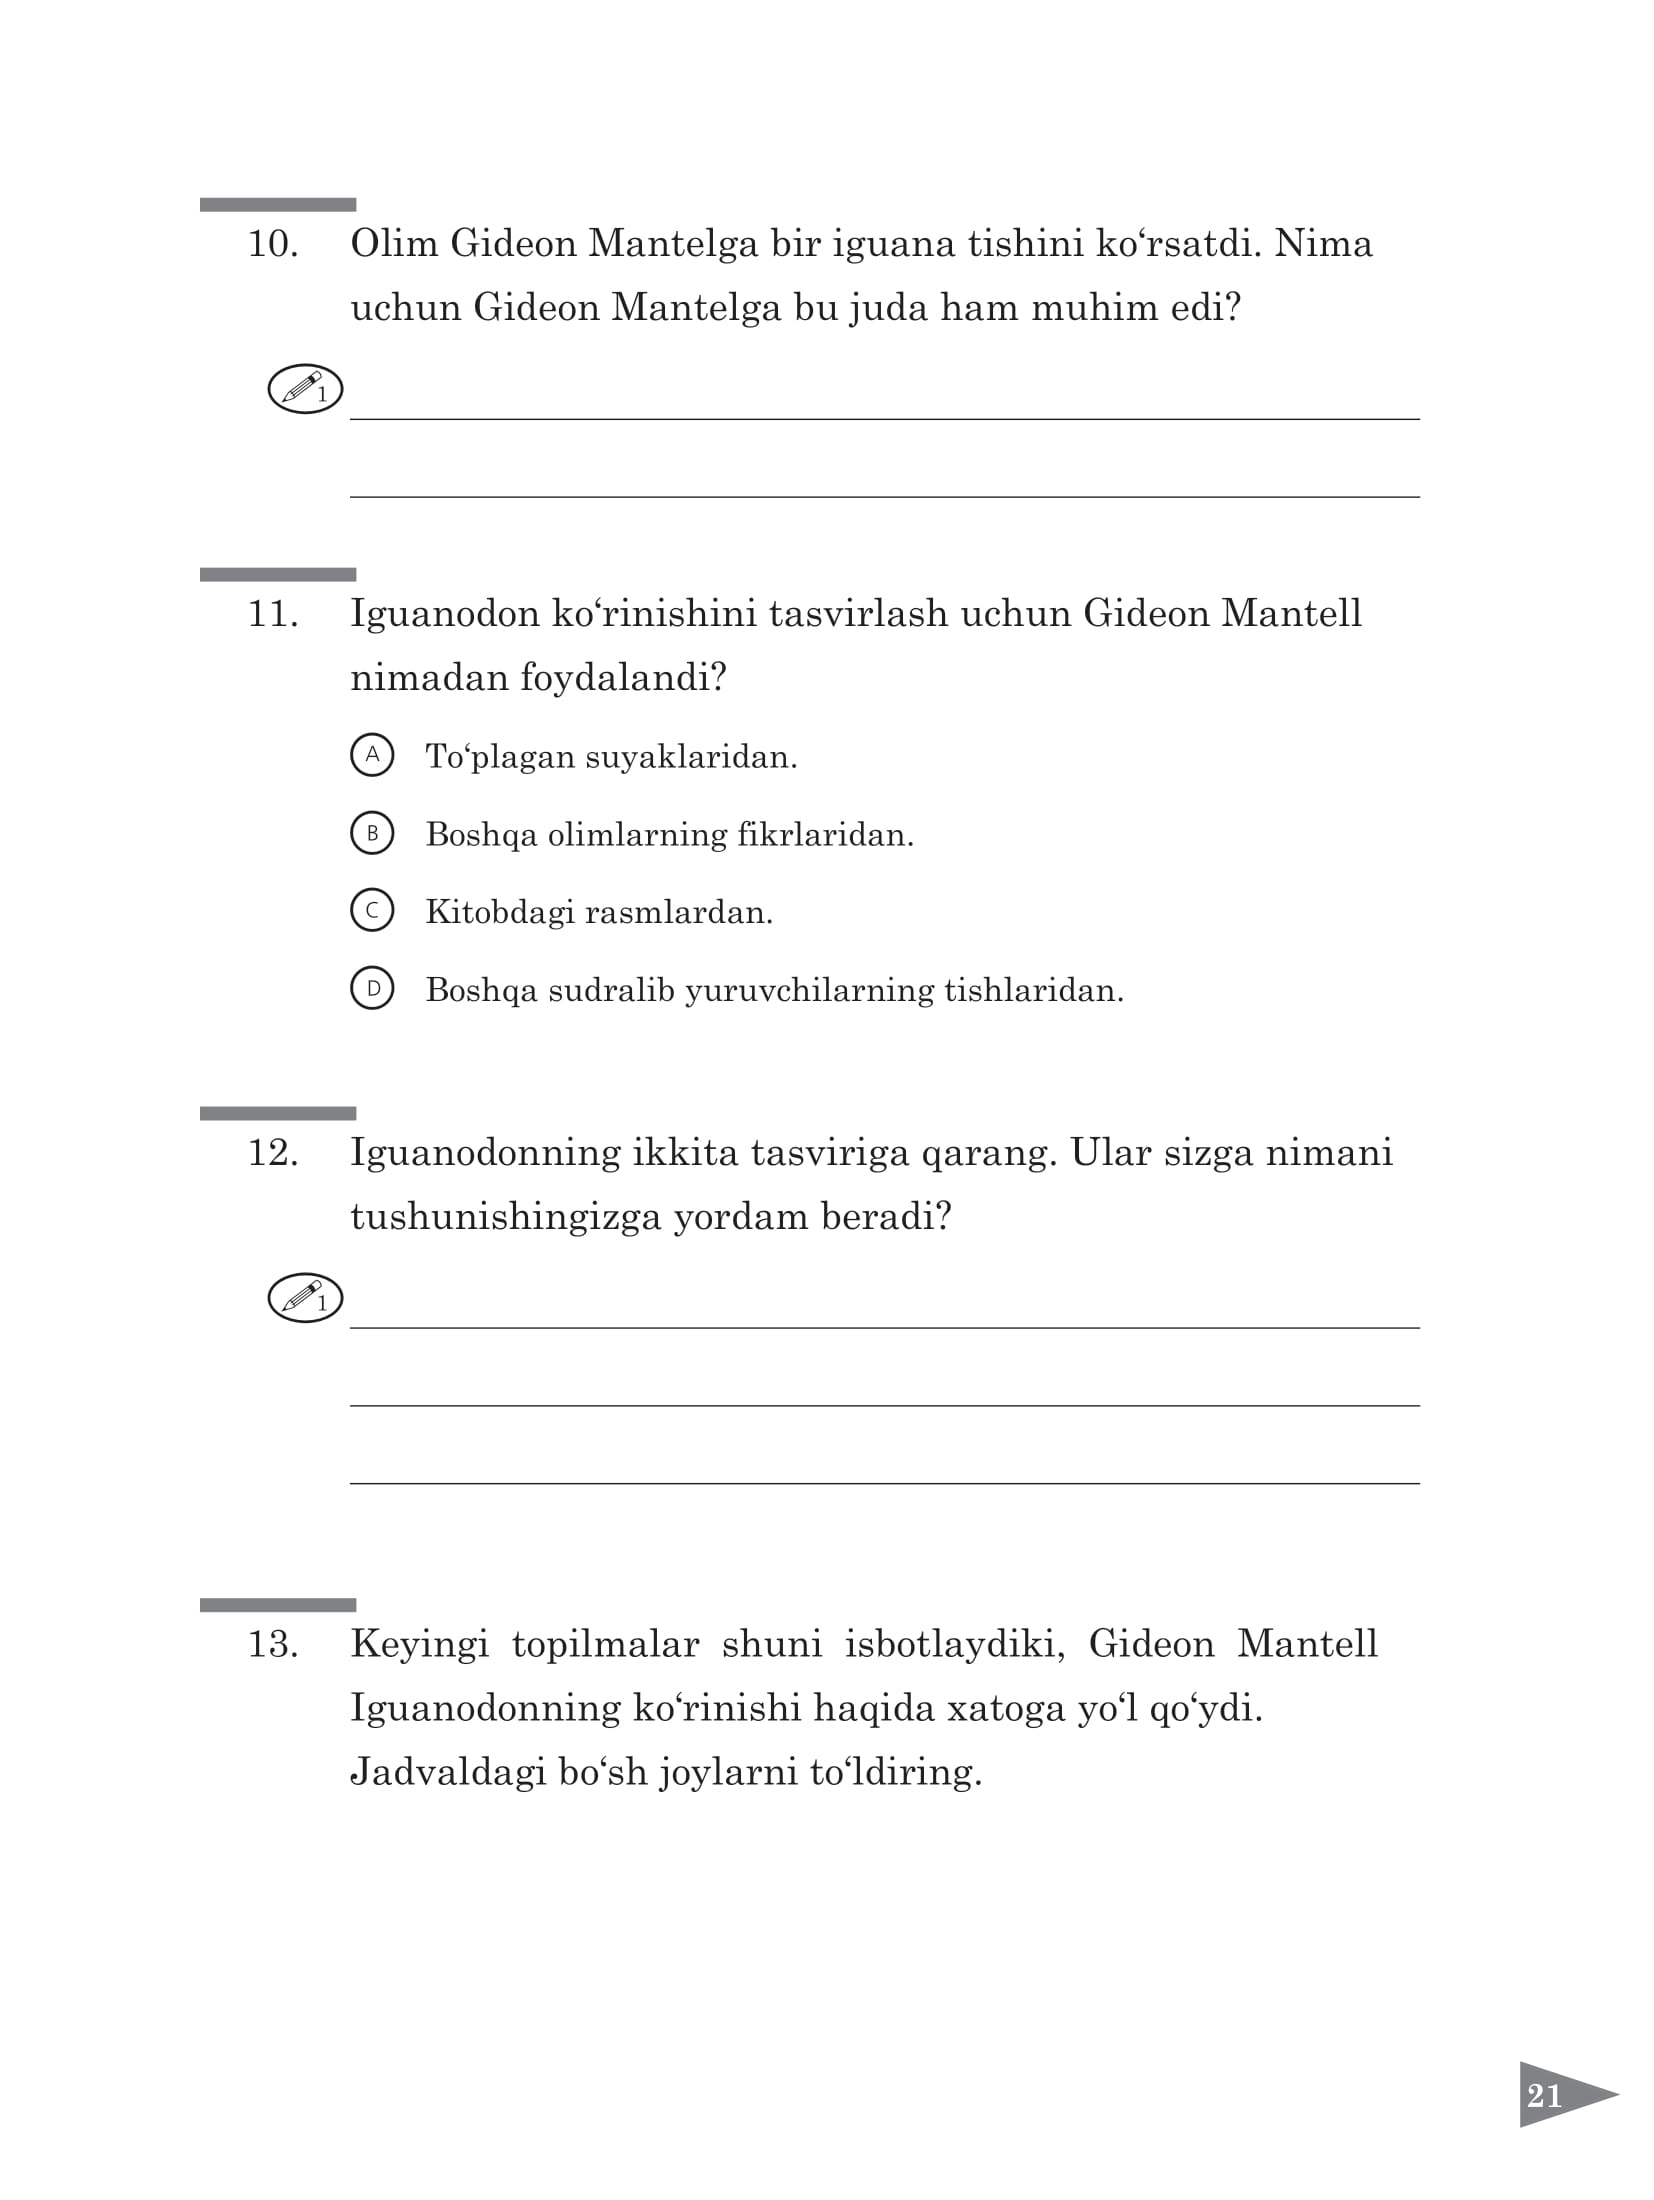 10. Olim Gideon Mantelga bir iguana tishini ko‘rsatdi. Nima
uchun Gideon Mantelga bu juda ham muhim edi?
1
11. Iguanodon ko‘rinishini tasvirlash uchun Gideon Mantell
nimadan foydalandi?
A To‘plagan suyaklaridan.
B Boshqa olimlarning fikrlaridan.
C Kitobdagi rasmlardan.
D Boshqa sudralib yuruvchilarning tishlaridan.
12. Iguanodonning ikkita tasviriga qarang. Ular sizga nimani
tushunishingizga yordam beradi?
1
13. Keyingi topilmalar shuni isbotlaydiki, Gideon Mantell
Iguanodonning ko‘rinishi haqida xatoga yo‘l qo‘ydi.
Jadvaldagi bo‘sh joylarni to‘ldiring.
21